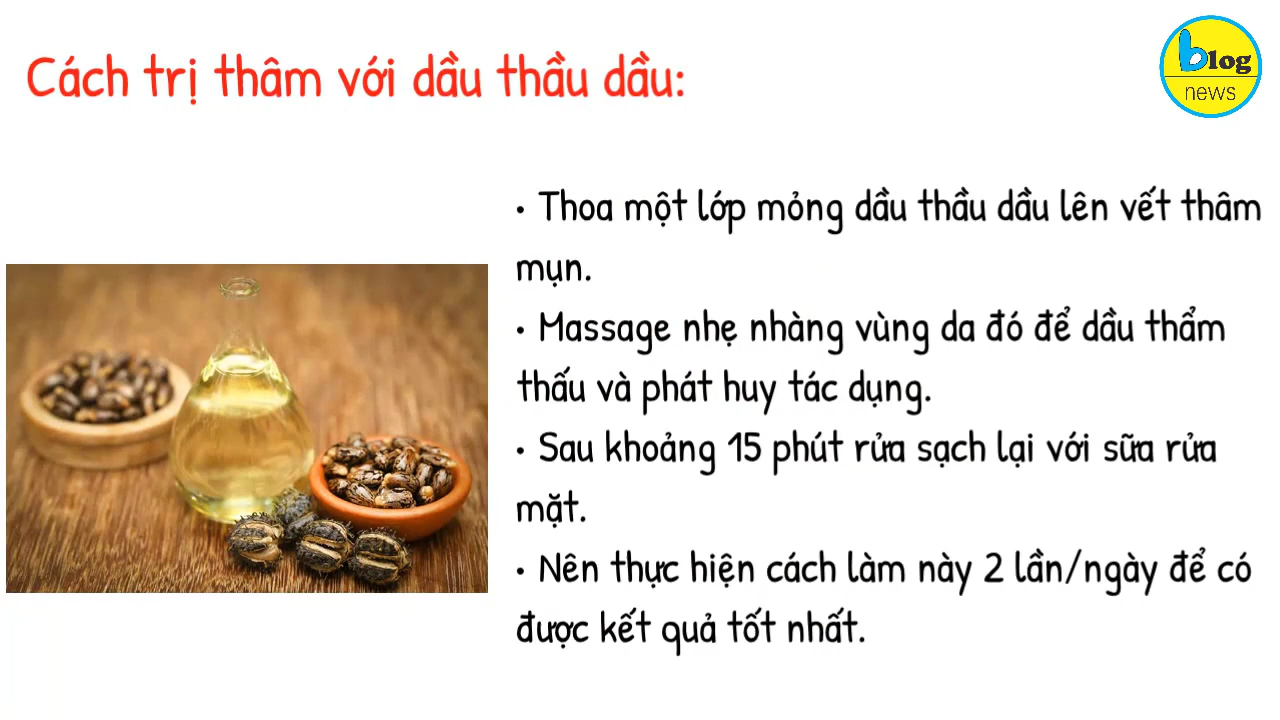 Cách trị thâm với dầu thầu dầu:
blog
news
• Thoa một lớp mỏng dầu thầu dầu lên vết thâm
mụn.
• Massage nhẹ nhàng vùng da đó để dầu thẩm
thấu và phát huy tác dụng.
• Sau khoảng 15 phút rửa sạch lại với sữa rửa
mặt.
• Nên thực hiện cách làm này 2 lần/ngày để có
được kết quả tốt nhất.